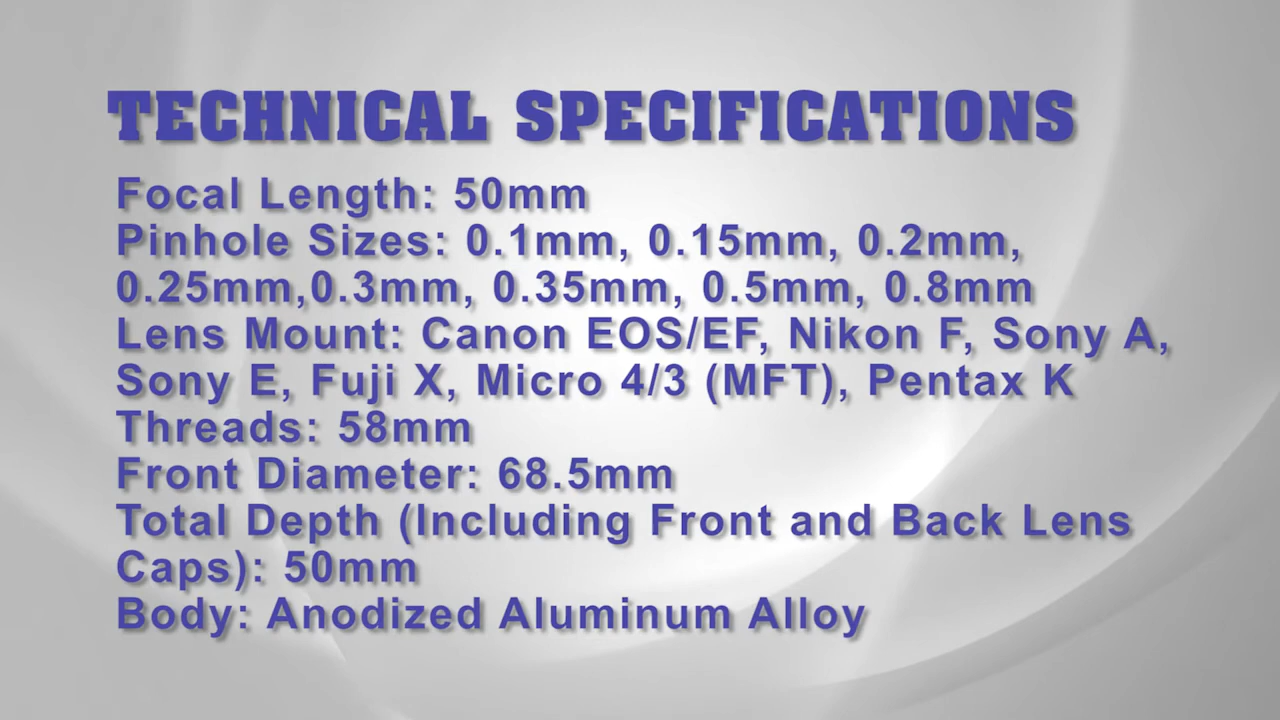 TECHNICAL SPECIFICATIONS
Focal Length: 50mm
Pinhole Sizes: 0.1mm, 0.15mm, 0.2mm,
0.25mm,0.3mm, 0.35mm, 0.5mm, 0.8mm
Lens Mount: Canon EOS/EF, Nikon F, Sony A,
Sony E, Fuji X, Micro 4/3 (MFT), Pentax K
Threads: 58mm
Front Diameter: 68.5mm
Total Depth (Including Front and Back Lens
Caps): 50mm
Body: Anodized Aluminum Alloy